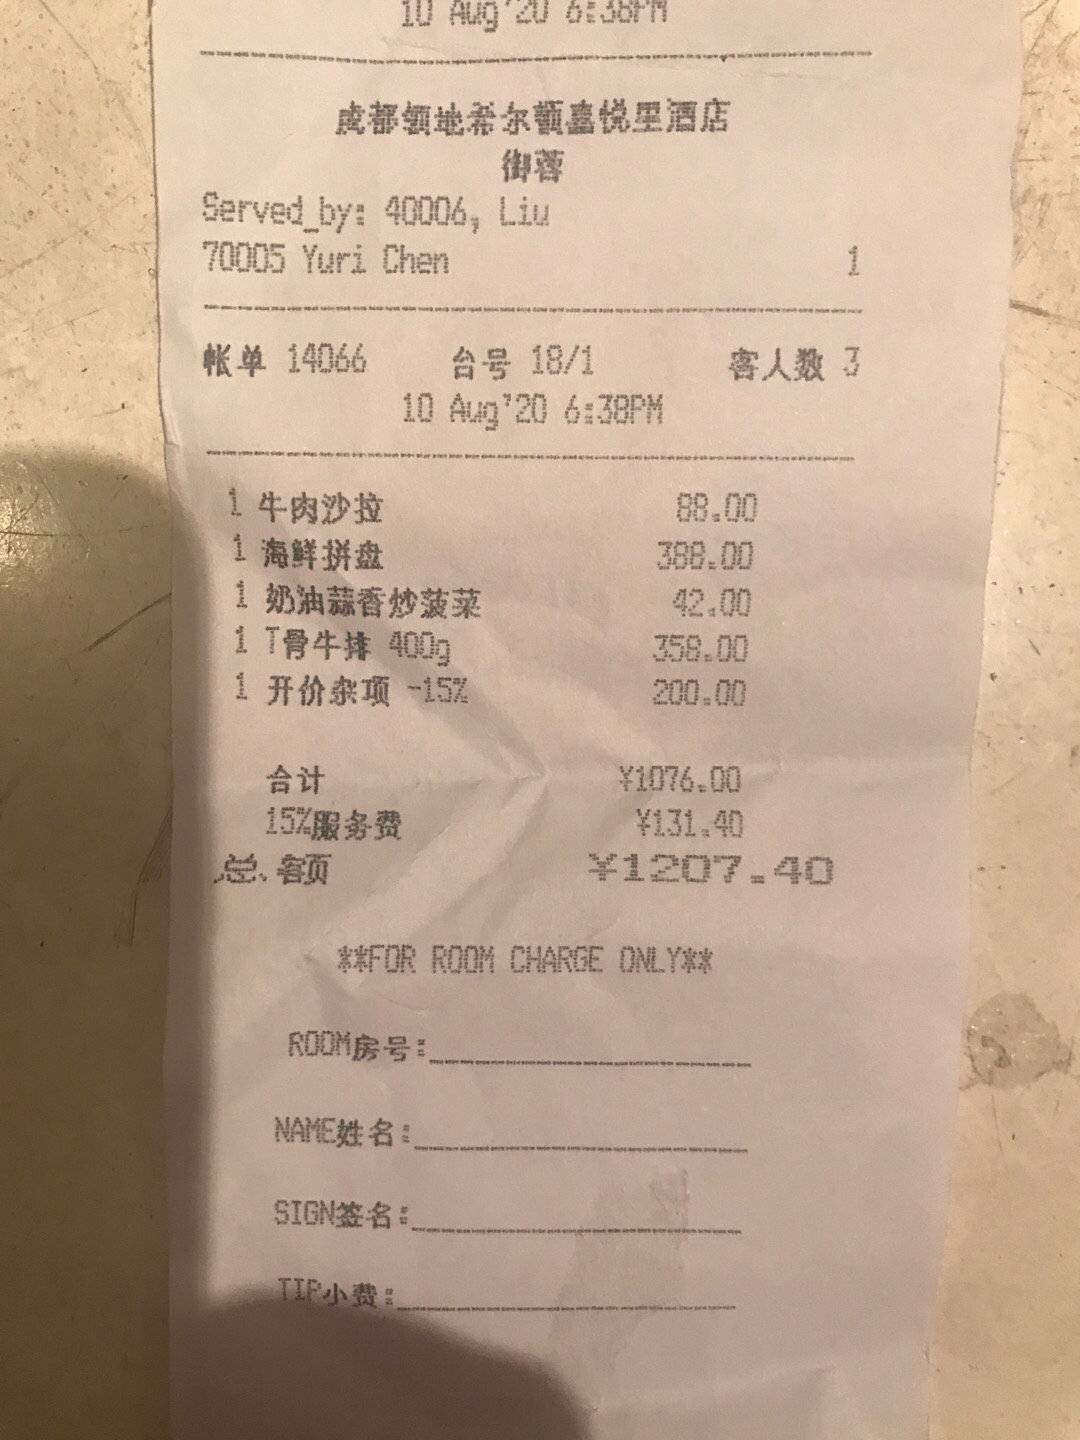 10 Aug'20 6:38PM
成都领地希尔顿嘉悦里酒店
御蓉
Served_by: 40006, Liu
70005 Yuri Chen 1
帐单 14066 台号 18/1 客人数 3
10 Aug'20 6:38PM
1 牛肉沙拉 88.00
1 海鲜拼盘 388.00
1 奶油蒜香炒菠菜 42.00
1 T骨牛排 400g 358.00
1 开价杂项 -15% 200.00
合计 ¥1076.00
15%服务费 ¥131.40
总额 ¥1207.40
**FOR ROOM CHARGE ONLY**
ROOM房号:
NAME姓名:
SIGN签名:
TIP小费: